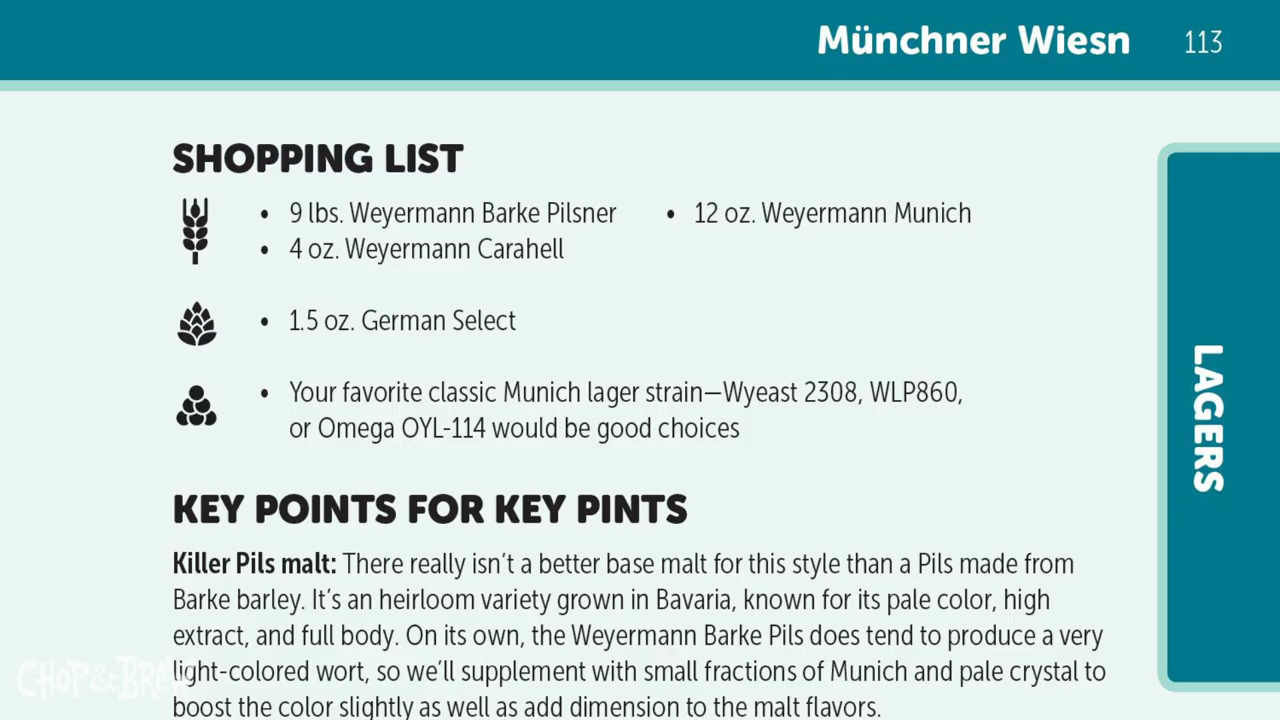 Münchner Wiesn 113
SHOPPING LIST
• 9 lbs. Weyermann Barke Pilsner • 12 oz. Weyermann Munich
• 4 oz. Weyermann Carahell
• 1.5 oz. German Select
• Your favorite classic Munich lager strain—Wyeast 2308, WLP860,
or Omega OYL-114 would be good choices
LAGERS
KEY POINTS FOR KEY PINTS
Killer Pils malt: There really isn’t a better base malt for this style than a Pils made from
Barke barley. It’s an heirloom variety grown in Bavaria, known for its pale color, high
extract, and full body. On its own, the Weyermann Barke Pils does tend to produce a very
light-colored wort, so we’ll supplement with small fractions of Munich and pale crystal to
boost the color slightly as well as add dimension to the malt flavors.
CHOP & BREW